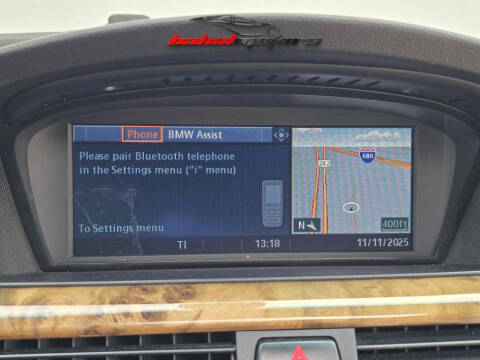 Phone BMW Assist
Please pair Bluetooth telephone
in the Settings menu ("i" menu)
To Settings menu
680
242
N
400ft
TI 13:18 11/11/2025